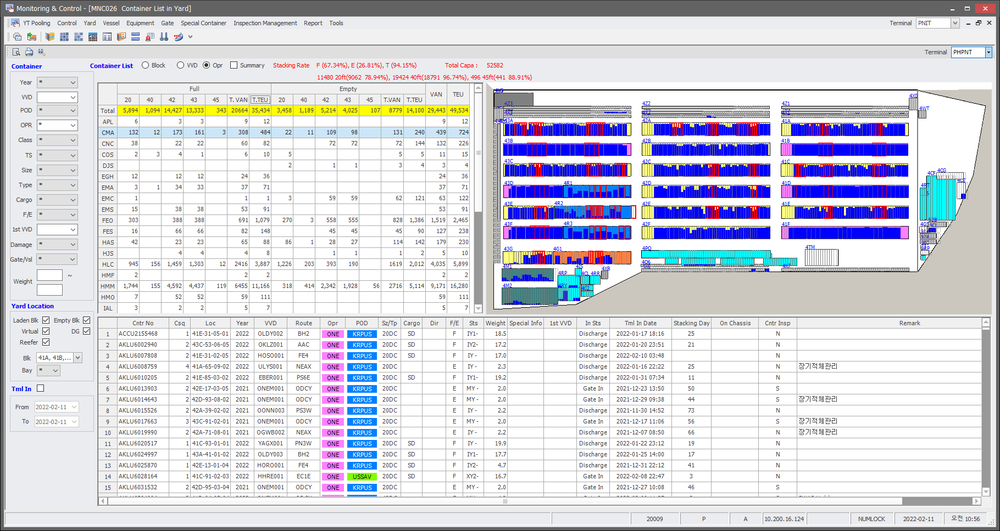 Monitoring & Control - [MNC026 Container List in Yard]
YT Pooling Control Yard Vessel Equipment Gate Special Container Inspection Management Report Tools Terminal PNIT
Terminal PHPNT
Container
Year *
VVD
POD *
OPR *
Class *
TS *
Size *
Type *
Cargo *
F/E *
1st VVD
Damage *
Gate/Vsl *
Weight ~
Yard Location
Laden Blk Empty Blk
Virtual DG
Reefer
Blk 41A, 41B,...
Bay *
Tml In
From 2022-02-11
To 2022-02-11
Container List Block VVD Opr Summary Stacking Rate F (67.34%), E (26.81%), T (94.15%) Total Capa : 52582
11480 20ft(9062 78.94%), 19424 40ft(18791 96.74%), 496 45ft(441 88.91%)
Full Empty VAN TEU
20 40 42 43 45 T. VAN T.TEU 20 40 42 43 45 T.VAN T.TEU
Total 5,894 1,094 14,427 13,333 343 20664 35,434 3,458 1,189 5,214 4,025 107 8779 14,100 29,443 49,534
APL 6 3 3 9 12 9 12
CMA 132 12 173 161 3 308 484 22 11 109 98 131 240 439 724
CNC 38 22 22 60 82 72 72 72 144 132 226
COS 2 3 4 1 6 10 5 5 5 11 15
DJS 2 1 1 3 4 3 4
EGH 12 12 12 24 36 24 36
EMA 3 1 34 33 37 71 37 71
EMC 1 1 1 3 59 59 62 121 63 122
EMS 15 38 38 53 91 53 91
FEO 303 388 388 691 1,079 270 3 558 555 828 1,386 1,519 2,465
FES 16 66 66 82 148 45 45 45 90 127 238
HAS 42 23 23 65 88 86 1 28 27 114 142 179 230
HJS 4 4 4 8 1 1 1 2 5 10
HLC 945 156 1,459 1,303 12 2416 3,887 1,226 203 393 190 1619 2,012 4,035 5,899
HMF 2 2 2 2 2
HMM 1,744 155 4,592 4,437 119 6455 11,166 318 414 2,342 1,928 56 2716 5,114 9,171 16,280
HMO 7 52 52 59 111 59 111
IAL 3 2 2 5 7 5 7
4Z3 4Z2 4Z1 4X0
4WT
43A 42A 41A
43B 42B 41B
43C 42C 41C
43D 4R1 42D 41D
43E 4R2 42E 41E
43F 4R3 42F 41F
43G 4G1 4PQ 4TM
4CF 4CG
4CE
4RT
4M1 4RP 4CL 4RR 4XB
4M2 4RY 4C2
Cntr No Csq Loc Year VVD Route Opr POD Sz/Tp Cargo Dir F/E Sts Weight Special Info 1st VVD In Sts Tml In Date Stacking Day On Chassis Cntr Insp Remark
1 ACCU2155468 1 41E-31-05-01 2022 OLDY002 BH2 ONE KRPUS 20DC SD F IY1- 18.5 Discharge 2022-01-17 18:16 25 N
2 AKLU6002940 2 43C-53-06-05 2022 OKLZ001 AAC ONE KRPUS 20DC SD F IY2- 17.2 Discharge 2022-01-20 23:51 21 N
3 AKLU6007808 2 41E-31-02-05 2022 HOSO001 FE4 ONE KRPUS 20DC SD F IY - 17.0 Discharge 2022-02-10 03:48 N
4 AKLU6008759 4 41A-65-09-02 2022 ULYS001 NEAX ONE KRPUS 20DC E IY - 2.3 Discharge 2022-01-16 22:22 25 N 장기적체관리
5 AKLU6010205 2 41E-85-03-02 2022 EBER001 PS6E ONE KRPUS 20DC SD F IY1- 19.2 Discharge 2022-01-31 07:34 11 N
6 AKLU6013903 2 42E-17-03-05 2021 ONEM001 ODCY ONE KRPUS 20DC E MY - 2.0 Gate In 2021-12-23 13:50 50 S
7 AKLU6014643 2 42D-93-08-02 2021 ONEM001 ODCY ONE KRPUS 20DC E MY - 2.0 Gate In 2021-12-29 09:38 44 S 장기적체관리
8 AKLU6015526 2 42A-39-02-02 2021 OONN003 PS3W ONE KRPUS 20DC E IY - 2.2 Discharge 2021-11-30 14:52 73 N
9 AKLU6017663 3 43C-91-02-01 2021 ONEM001 ODCY ONE KRPUS 20DC E MY - 2.0 Gate In 2021-12-17 11:06 56 S 장기적체관리
10 AKLU6019990 2 42A-71-08-01 2021 OGWB002 NEAX ONE KRPUS 20DC E IY - 2.2 Discharge 2021-12-07 08:50 66 N 장기적체관리
11 AKLU6020517 1 41C-93-01-01 2022 YAGX001 PN3W ONE KRPUS 20DC SD F IY - 19.9 Discharge 2022-01-22 23:12 19 N
12 AKLU6024997 1 43A-41-01-02 2022 OLDY003 BH2 ONE KRPUS 20DC SD F IY1- 17.7 Discharge 2022-01-25 14:00 17 N
13 AKLU6025870 1 42E-13-01-04 2022 HORO001 FE4 ONE KRPUS 20DC SD F IY2- 4.7 Discharge 2021-12-31 22:12 41 N
14 AKLU6028164 1 41C-91-02-03 2022 HHRE001 EC1E ONE USSAV 20DC SD F XY2- 16.7 Gate In 2022-02-08 22:47 3 N
15 AKLU6031532 2 42D-95-03-04 2021 ONEM001 ODCY ONE KRPUS 20DC E MY - 2.0 Gate In 2021-12-27 10:08 46 S
20009 P A 10.200.16.124 NUMLOCK 2022-02-11 오전 10:56